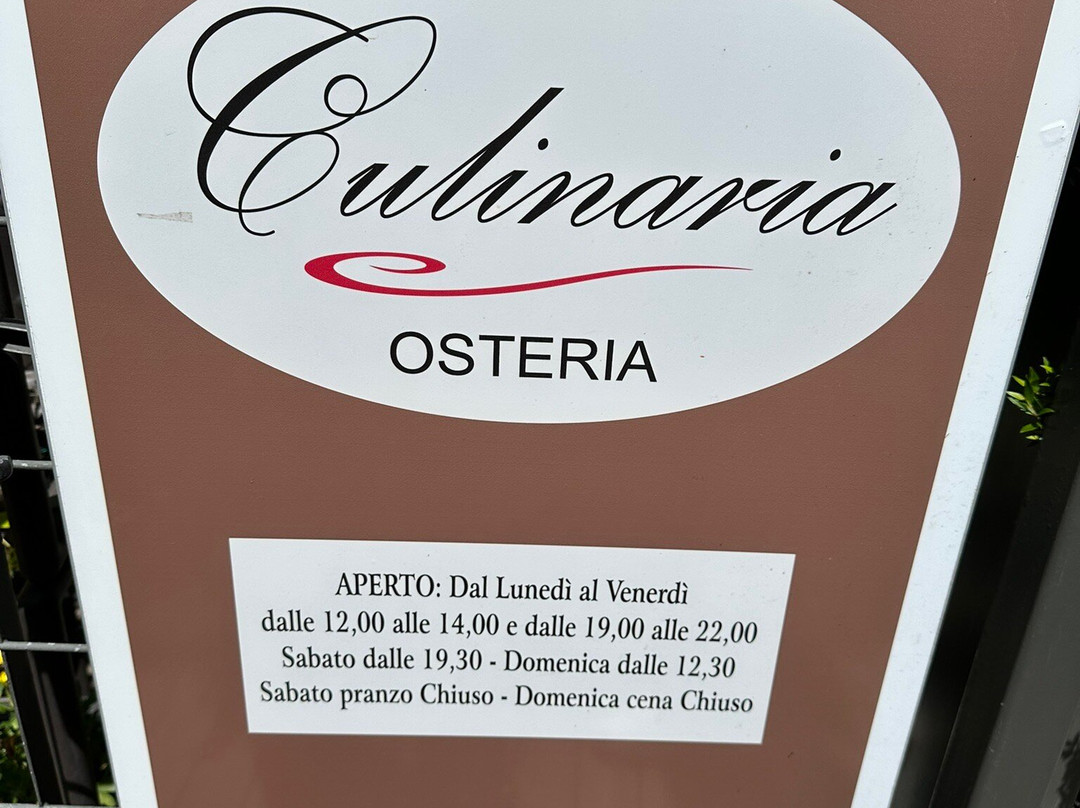 Culinaria
OSTERIA
APERTO: Dal Lunedì al Venerdì
dalle 12,00 alle 14,00 e dalle 19,00 alle 22,00
Sabato dalle 19,30 - Domenica dalle 12,30
Sabato pranzo Chiuso - Domenica cena Chiuso